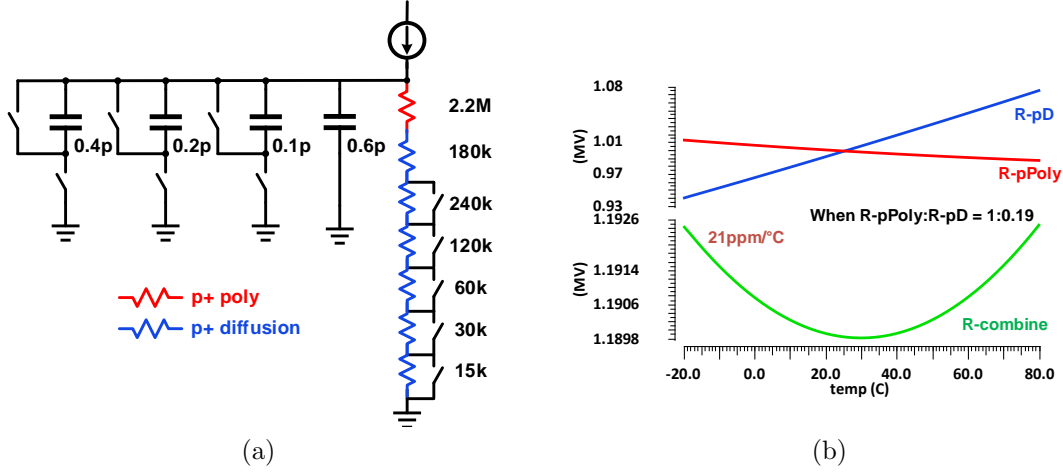 2.2M
0.4p
0.2p
0.1p
0.6p
180k
240k
120k
60k
30k
15k
p+ poly
p+ diffusion
(a)
1.08
1.01
0.97
0.93
(MV)
R-pD
R-pPoly
When R-pPoly:R-pD = 1:0.19
1.1926
1.1914
1.1906
1.1898
(MV)
21ppm/°C
R-combine
-20.0
0.0
20.0
40.0
60.0
80.0
temp (C)
(b)